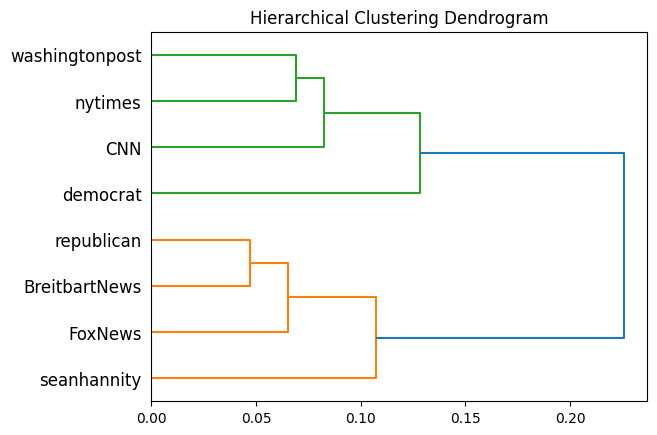 Hierarchical Clustering Dendrogram
washingtonpost
nytimes
CNN
democrat
republican
BreitbartNews
FoxNews
seanhannity
0.00 0.05 0.10 0.15 0.20